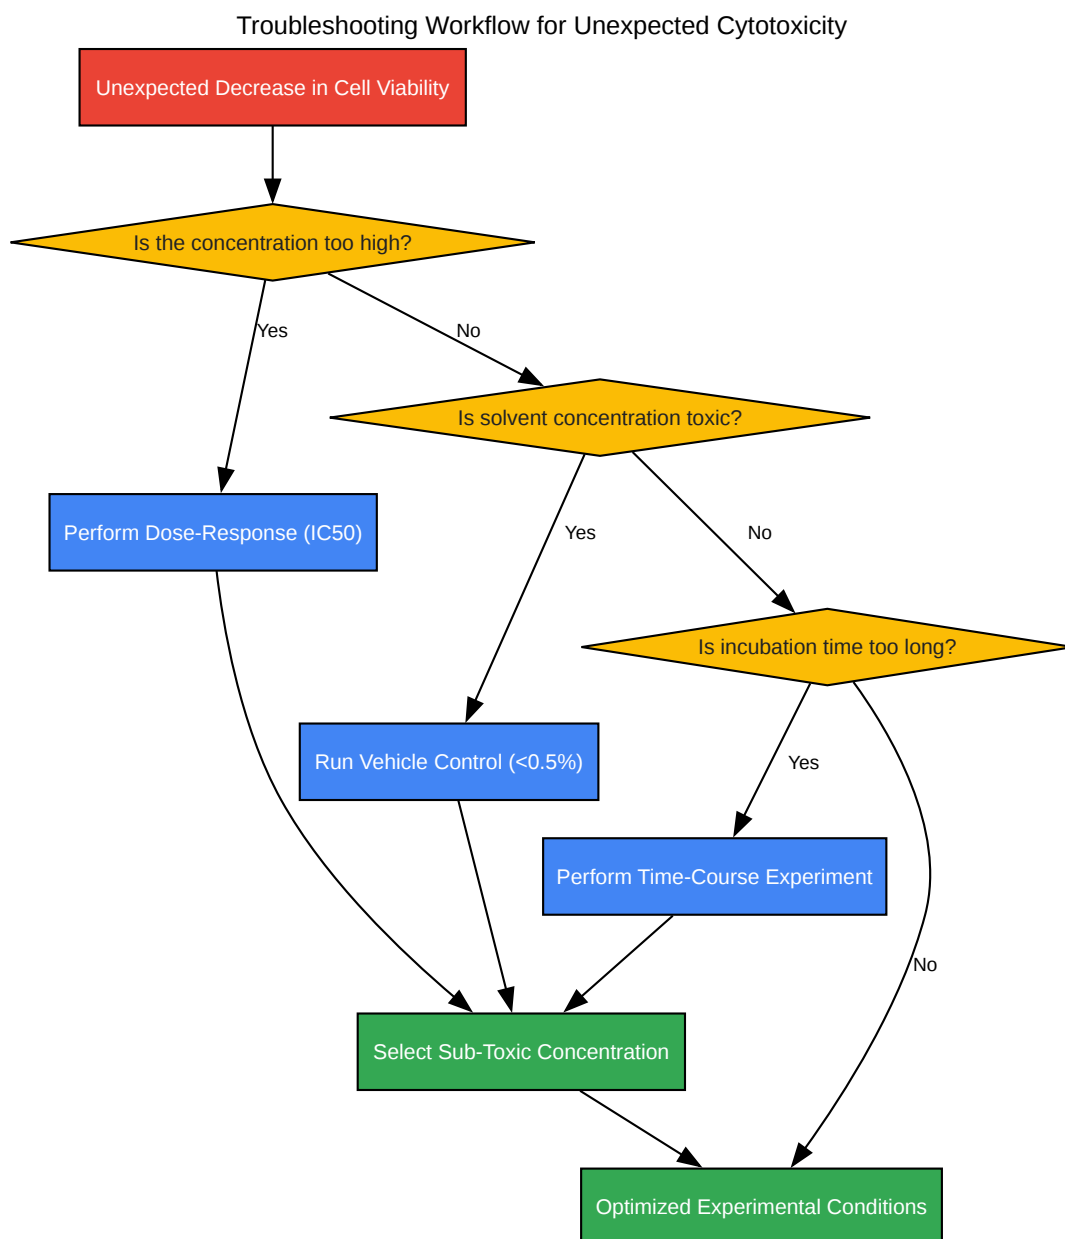 Troubleshooting Workflow for Unexpected Cytotoxicity
Unexpected Decrease in Cell Viability
Is the concentration too high?
Yes
No
Is solvent concentration toxic?
Perform Dose-Response (IC50)
Yes
No
Is incubation time too long?
Run Vehicle Control (<0.5%)
Yes
Perform Time-Course Experiment
No
Select Sub-Toxic Concentration
Optimized Experimental Conditions